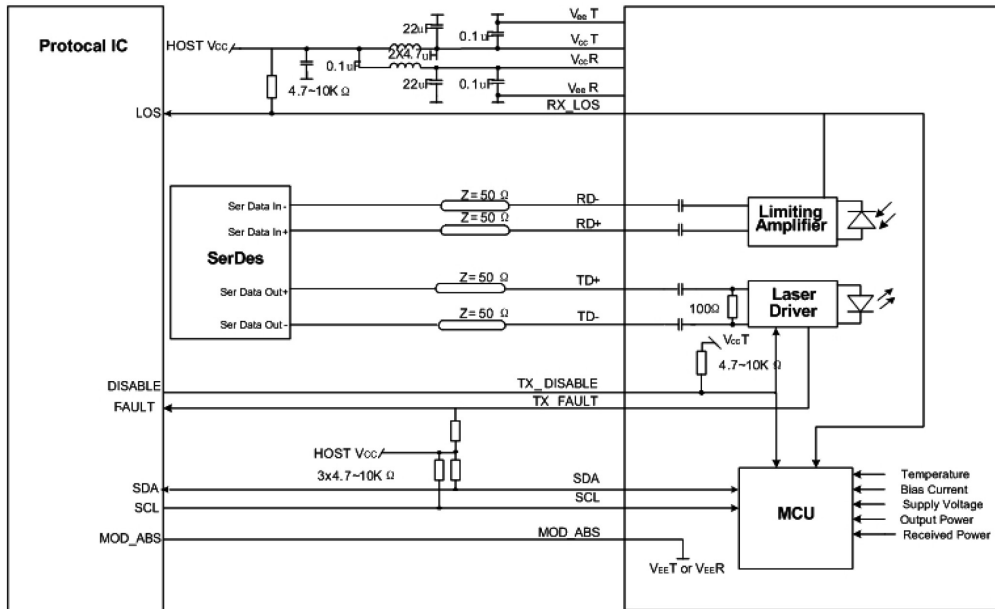 Protocal IC
HOST Vcc
22uF
0.1uF
Vee T
Vcc T
2X4.7uH
0.1uF
Vcc R
4.7~10K Ω
22uF
0.1uF
Vee R
LOS
RX_LOS
Ser Data In-
Z= 50 Ω
RD-
Ser Data In+
Z= 50 Ω
RD+
Limiting
Amplifier
SerDes
Ser Data Out+
Z= 50 Ω
TD+
Ser Data Out -
Z= 50 Ω
TD-
100Ω
Laser
Driver
VccT
4.7~10K Ω
DISABLE
TX_DISABLE
FAULT
TX_FAULT
HOST Vcc
3x4.7~10K Ω
SDA
SDA
SCL
SCL
MCU
Temperature
Bias Current
Supply Voltage
Output Power
Received Power
MOD_ABS
MOD_ABS
VEET or VEER